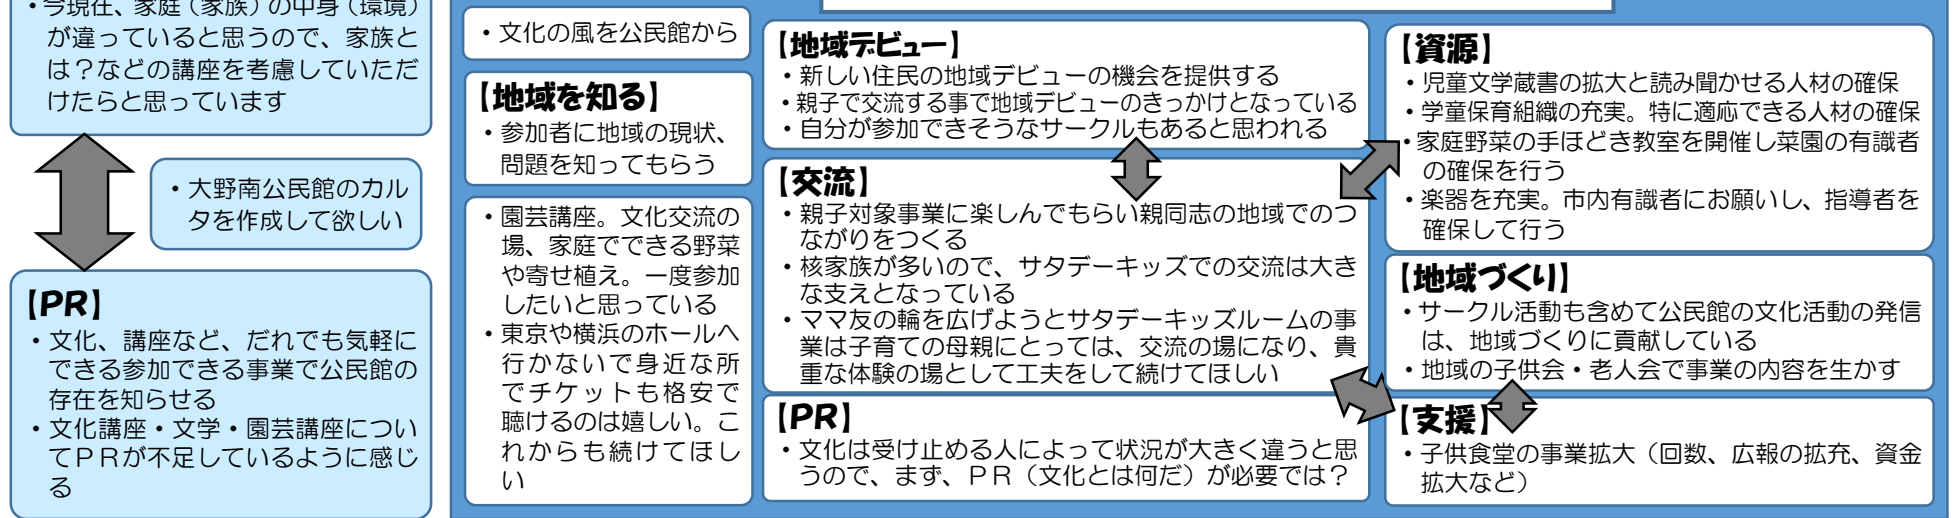 ・今現在、家庭（家族）の中身（環境）
が違っていると思うので、家族と
は？などの講座を考慮していただ
けたらと思っています
・大野南公民館のカル
タを作成して欲しい
【PR】
・文化、講座など、だれでも気軽に
できる参加できる事業で公民館の
存在を知らせる
・文化講座・文学・園芸講座につい
てＰＲが不足しているように感じ
る
・文化の風を公民館から
【地域を知る】
・参加者に地域の現状、
問題を知ってもらう
・園芸講座。文化交流の
場、家庭でできる野菜
や寄せ植え。一度参加
したいと思っている
・東京や横浜のホールへ
行かないで身近な所
でチケットも格安で
聴けるのは嬉しい。こ
れからも続けてほし
い
【地域デビュー】
・新しい住民の地域デビューの機会を提供する
・親子で交流する事で地域デビューのきっかけとなっている
・自分が参加できそうなサークルもあると思われる
【交流】
・親子対象事業に楽しんでもらい親同志の地域でのつ
ながりをつくる
・核家族が多いので、サタデーキッズでの交流は大き
な支えとなっている
・ママ友の輪を広げようとサタデーキッズルームの事
業は子育ての母親にとっては、交流の場になり、貴
重な体験の場として工夫をして続けてほしい
【PR】
・文化は受け止める人によって状況が大きく違うと思
うので、まず、ＰＲ（文化とは何だ）が必要では？
【資源】
・児童文学蔵書の拡大と読み聞かせる人材の確保
・学童保育組織の充実。特に適応できる人材の確保
・家庭野菜の手ほどき教室を開催し菜園の有識者
の確保を行う
・楽器を充実。市内有識者にお願いし、指導者を
確保して行う
【地域づくり】
・サークル活動も含めて公民館の文化活動の発信
は、地域づくりに貢献している
・地域の子供会・老人会で事業の内容を生かす
【支援】
・子供食堂の事業拡大（回数、広報の拡充、資金
拡大など）